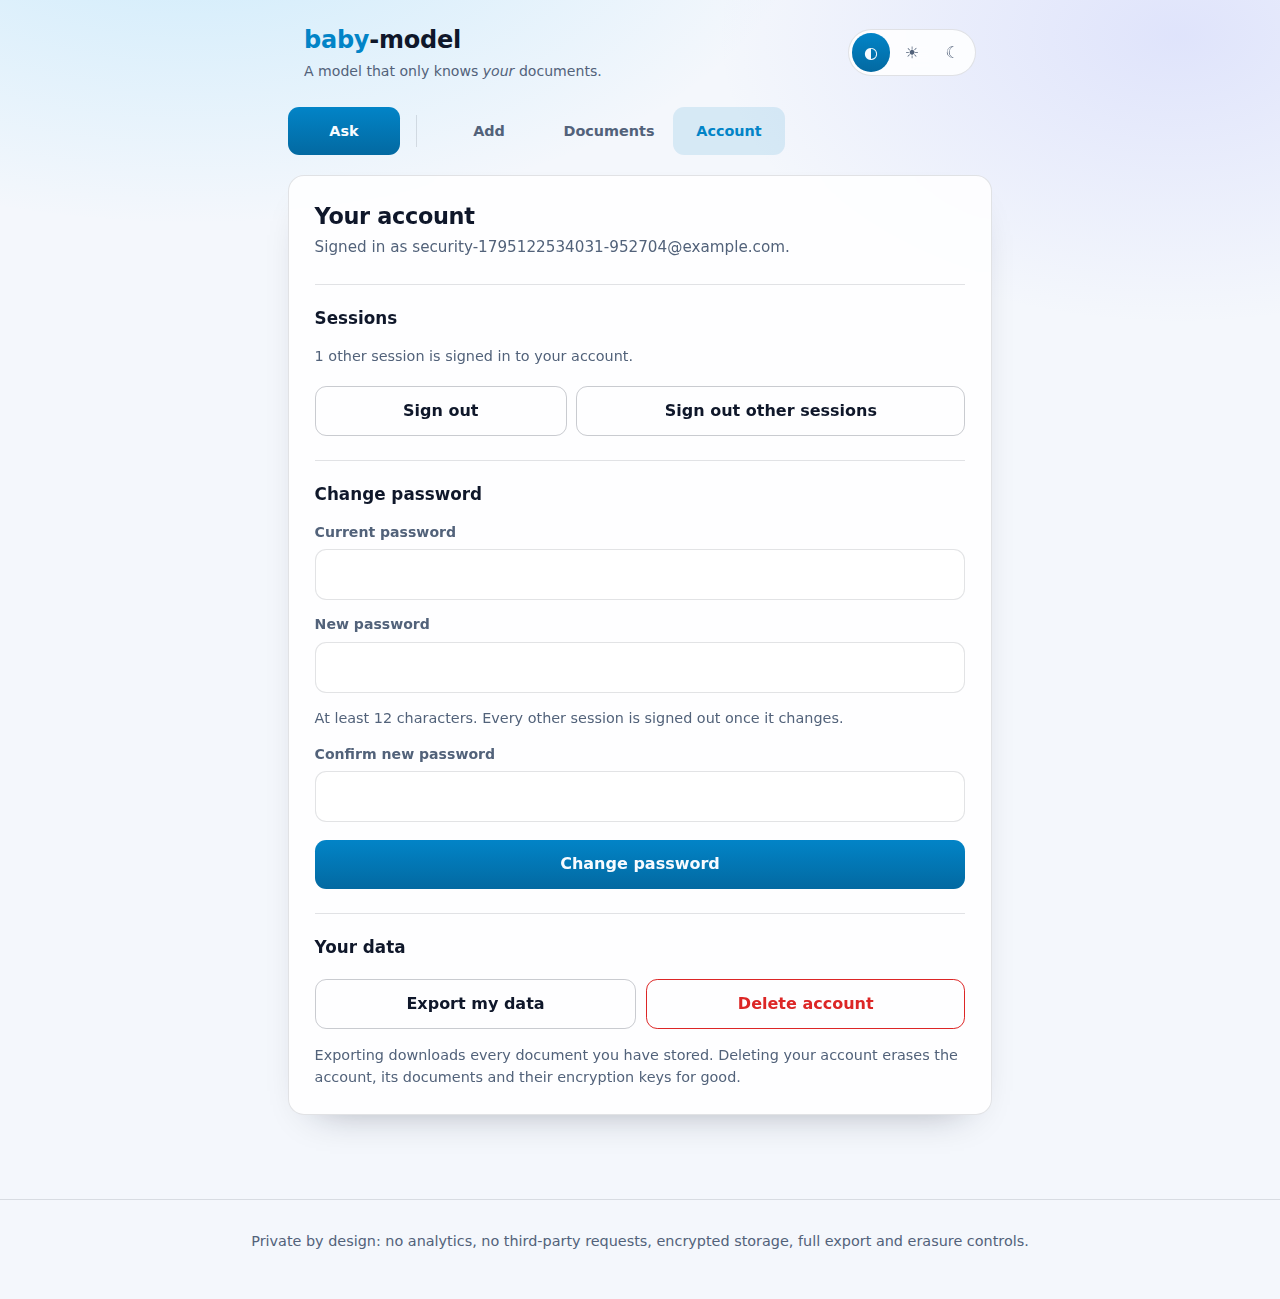 baby-model
A model that only knows your documents.
Ask
Add
Documents
Account
Your account
Signed in as security-1795122534031-952704@example.com.
Sessions
1 other session is signed in to your account.
Sign out
Sign out other sessions
Change password
Current password
New password
At least 12 characters. Every other session is signed out once it changes.
Confirm new password
Change password
Your data
Export my data
Delete account
Exporting downloads every document you have stored. Deleting your account erases the
account, its documents and their encryption keys for good.
Private by design: no analytics, no third-party requests, encrypted storage, full export and erasure controls.